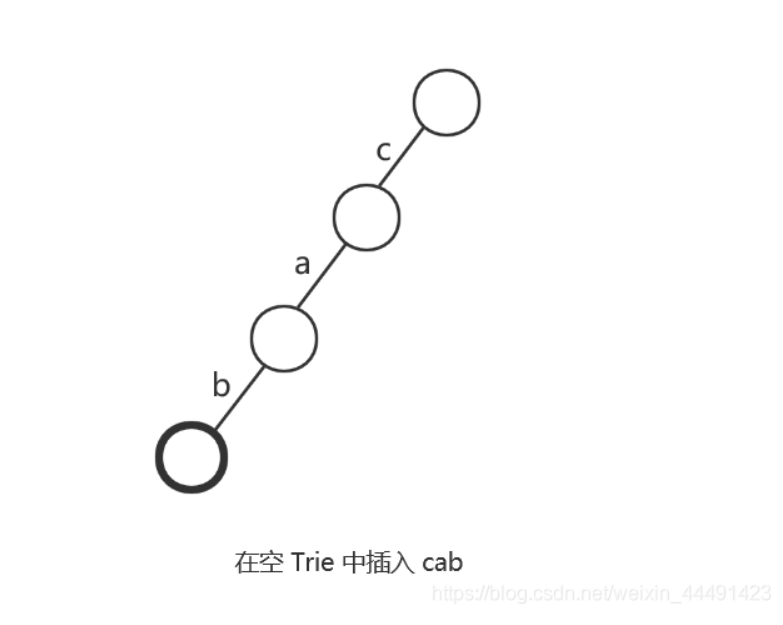 c
a
b
在空 Trie 中插入 cab
https://blog.csdn.net/weixin_44491423